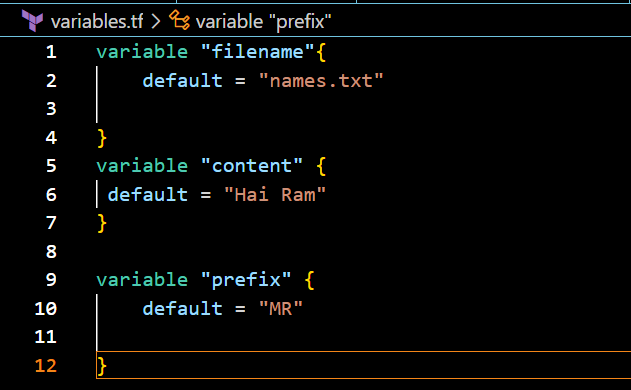 variables.tf > variable "prefix"
1 variable "filename"{
2     default = "names.txt"
3
4 }
5 variable "content" {
6  default = "Hai Ram"
7 }
8
9 variable "prefix" {
10     default = "MR"
11
12 }